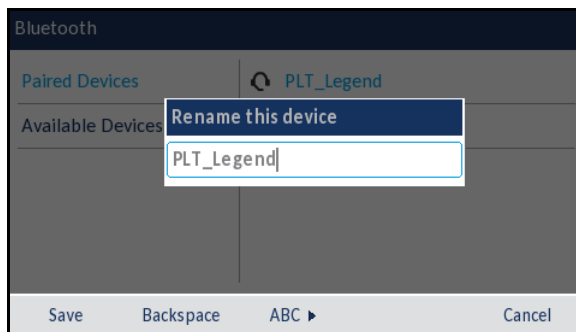 Bluetooth
Paired Devices
PLT_Legend
Available Devices
Rename this device
PLT_Legend
Save Backspace ABC Cancel